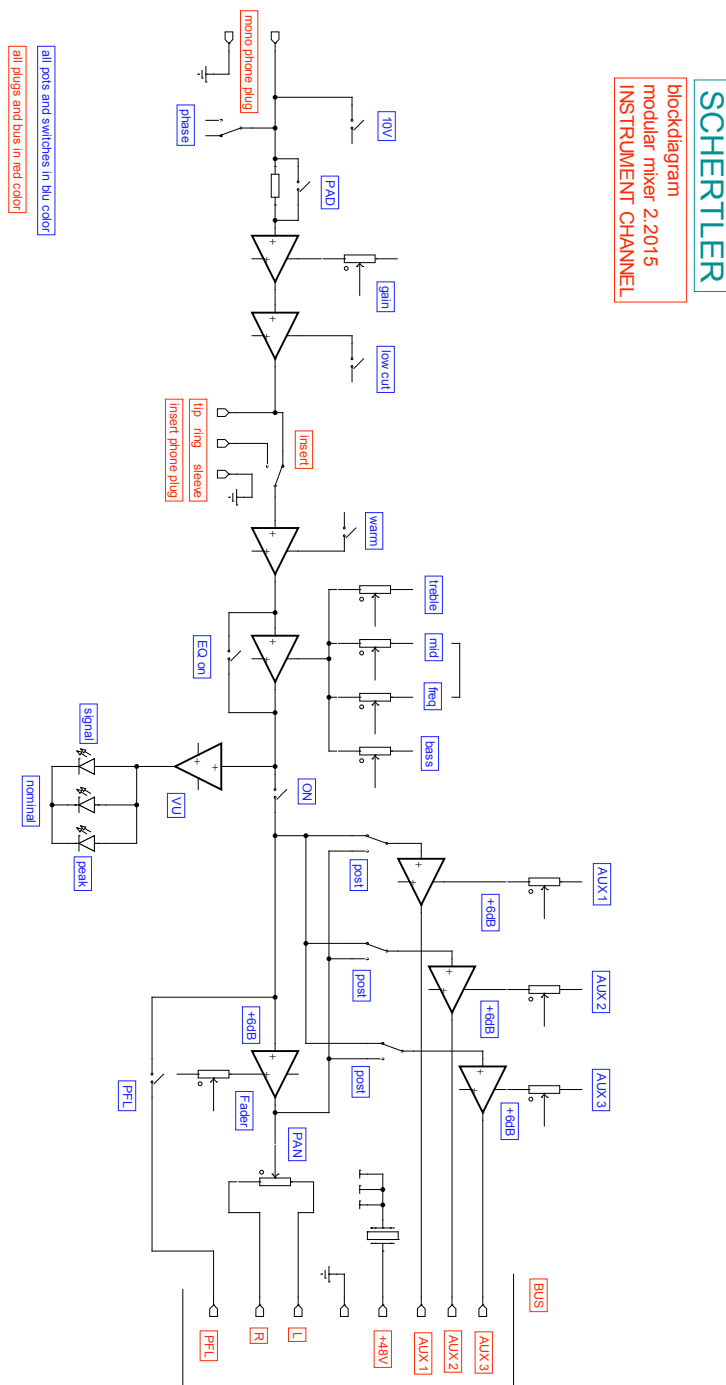 SCHERTLER
blockdiagram
modular mixer 2.2015
INSTRUMENT CHANNEL
mono phone plug
10V
phase
PAD
gain
low cut
insert
tip ring sleeve
insert phone plug
warm
EQ on
treble
mid
freq
bass
signal
nominal
peak
VU
ON
post
post
post
AUX 1
+6dB
AUX 2
+6dB
AUX 3
+6dB
+6dB
Fader
PFL
PAN
BUS
AUX 3
AUX 2
AUX 1
+48V
L
R
PFL
all pots and switches in blu color
all plugs and bus in red color